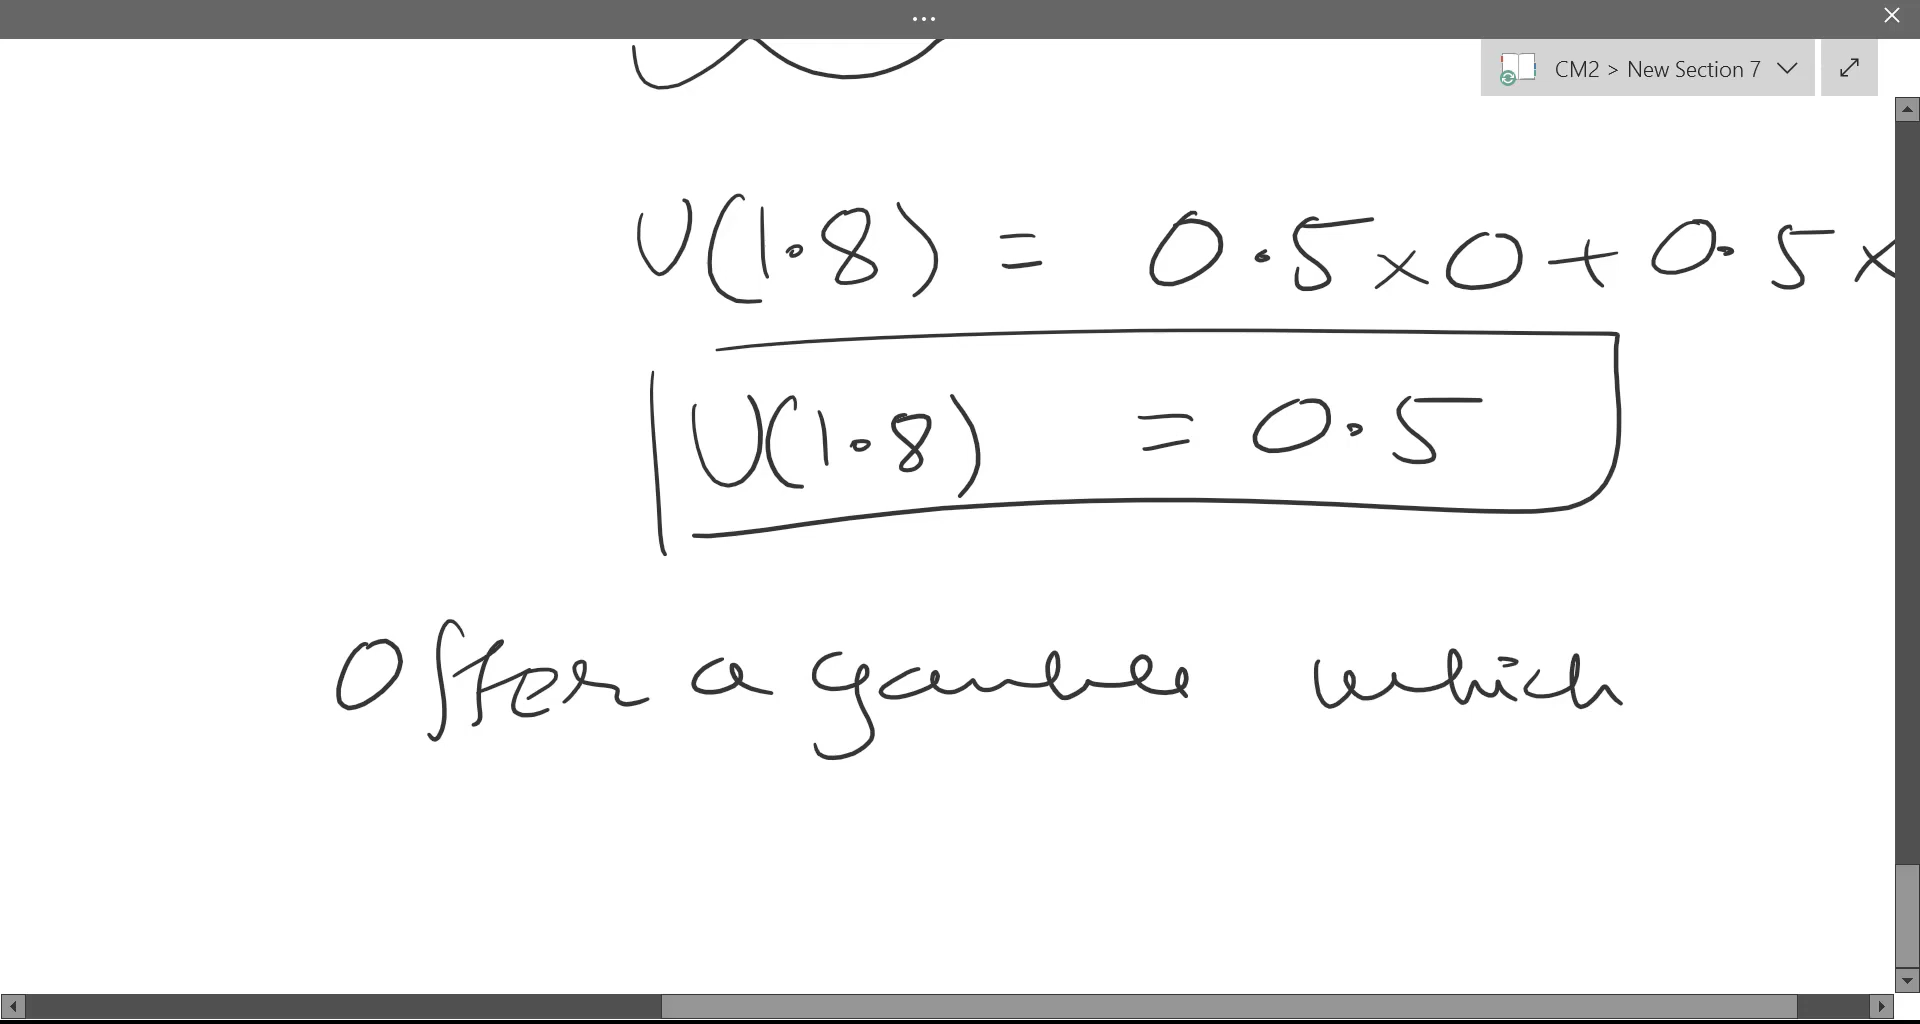 CM2 > New Section 7
U(1.8) = 0.5×0+0.5×
U(1.8) = 0.5
Offer a gamble which